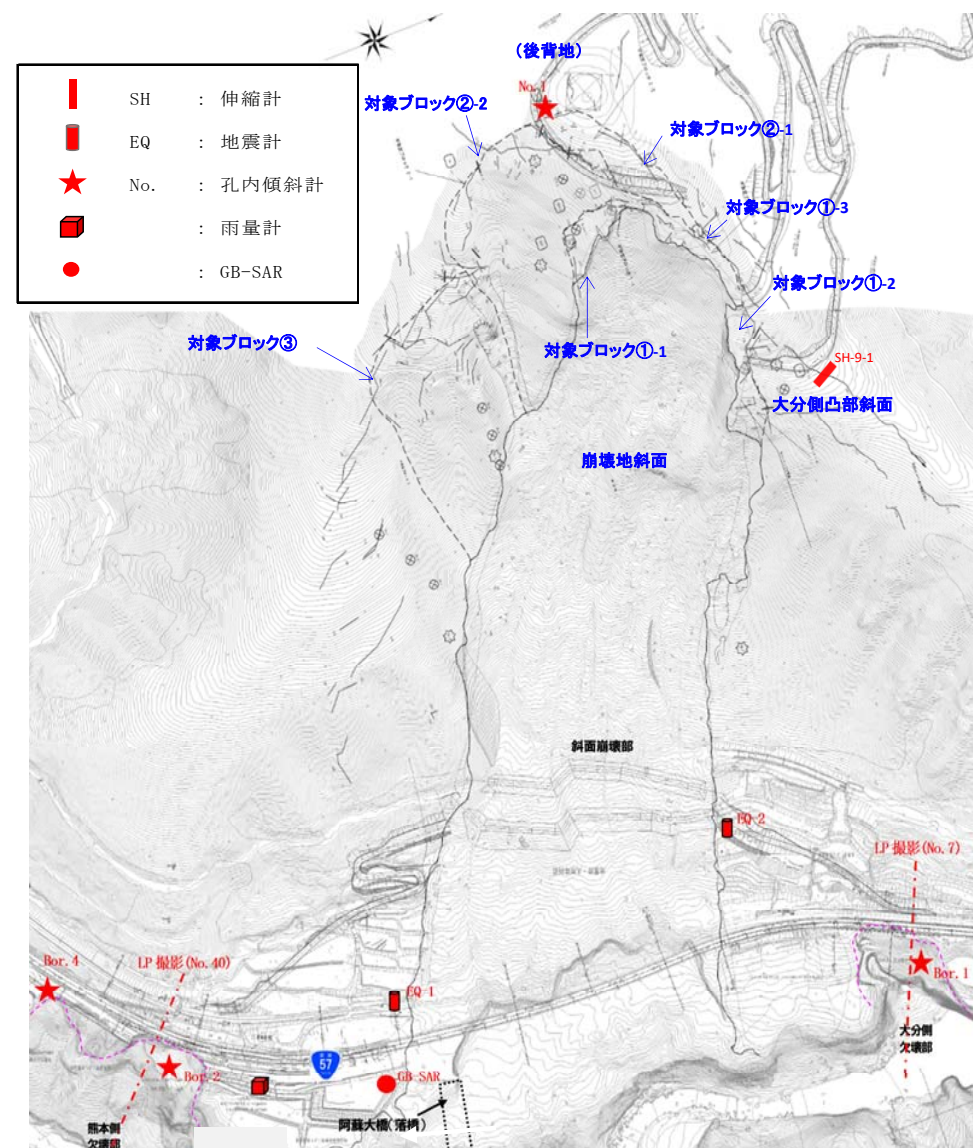 SH : 伸縮計
EQ : 地震計
No. : 孔内傾斜計
: 雨量計
: GB-SAR
(後背地)
No. 1
対象ブロック②-2
対象ブロック②-1
対象ブロック①-3
対象ブロック①-2
対象ブロック③
対象ブロック①-1
SH-9-1
大分側凸部斜面
崩壊地斜面
斜面崩壊部
EQ-2
LP 撮影(No. 7)
Bor. 4
LP 撮影(No. 40)
Bor. 1
EQ-1
大分側
欠壊部
57
Bor. 2
GB-SAR
阿蘇大橋(落橋)
熊本側
欠壊部